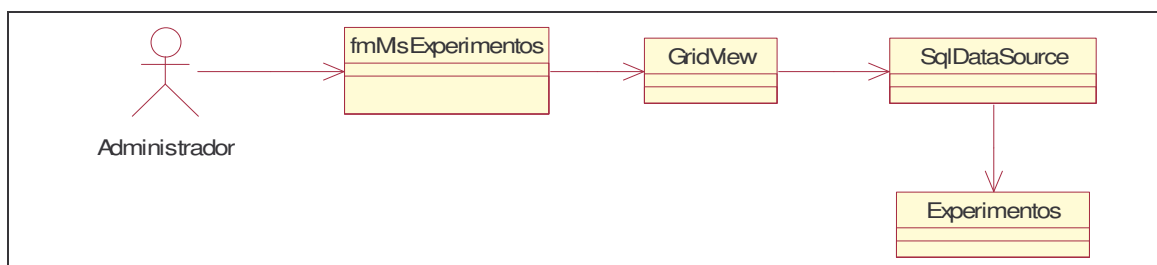 fmMsExperimentos
GridView
SqlDataSource
Administrador
Experimentos